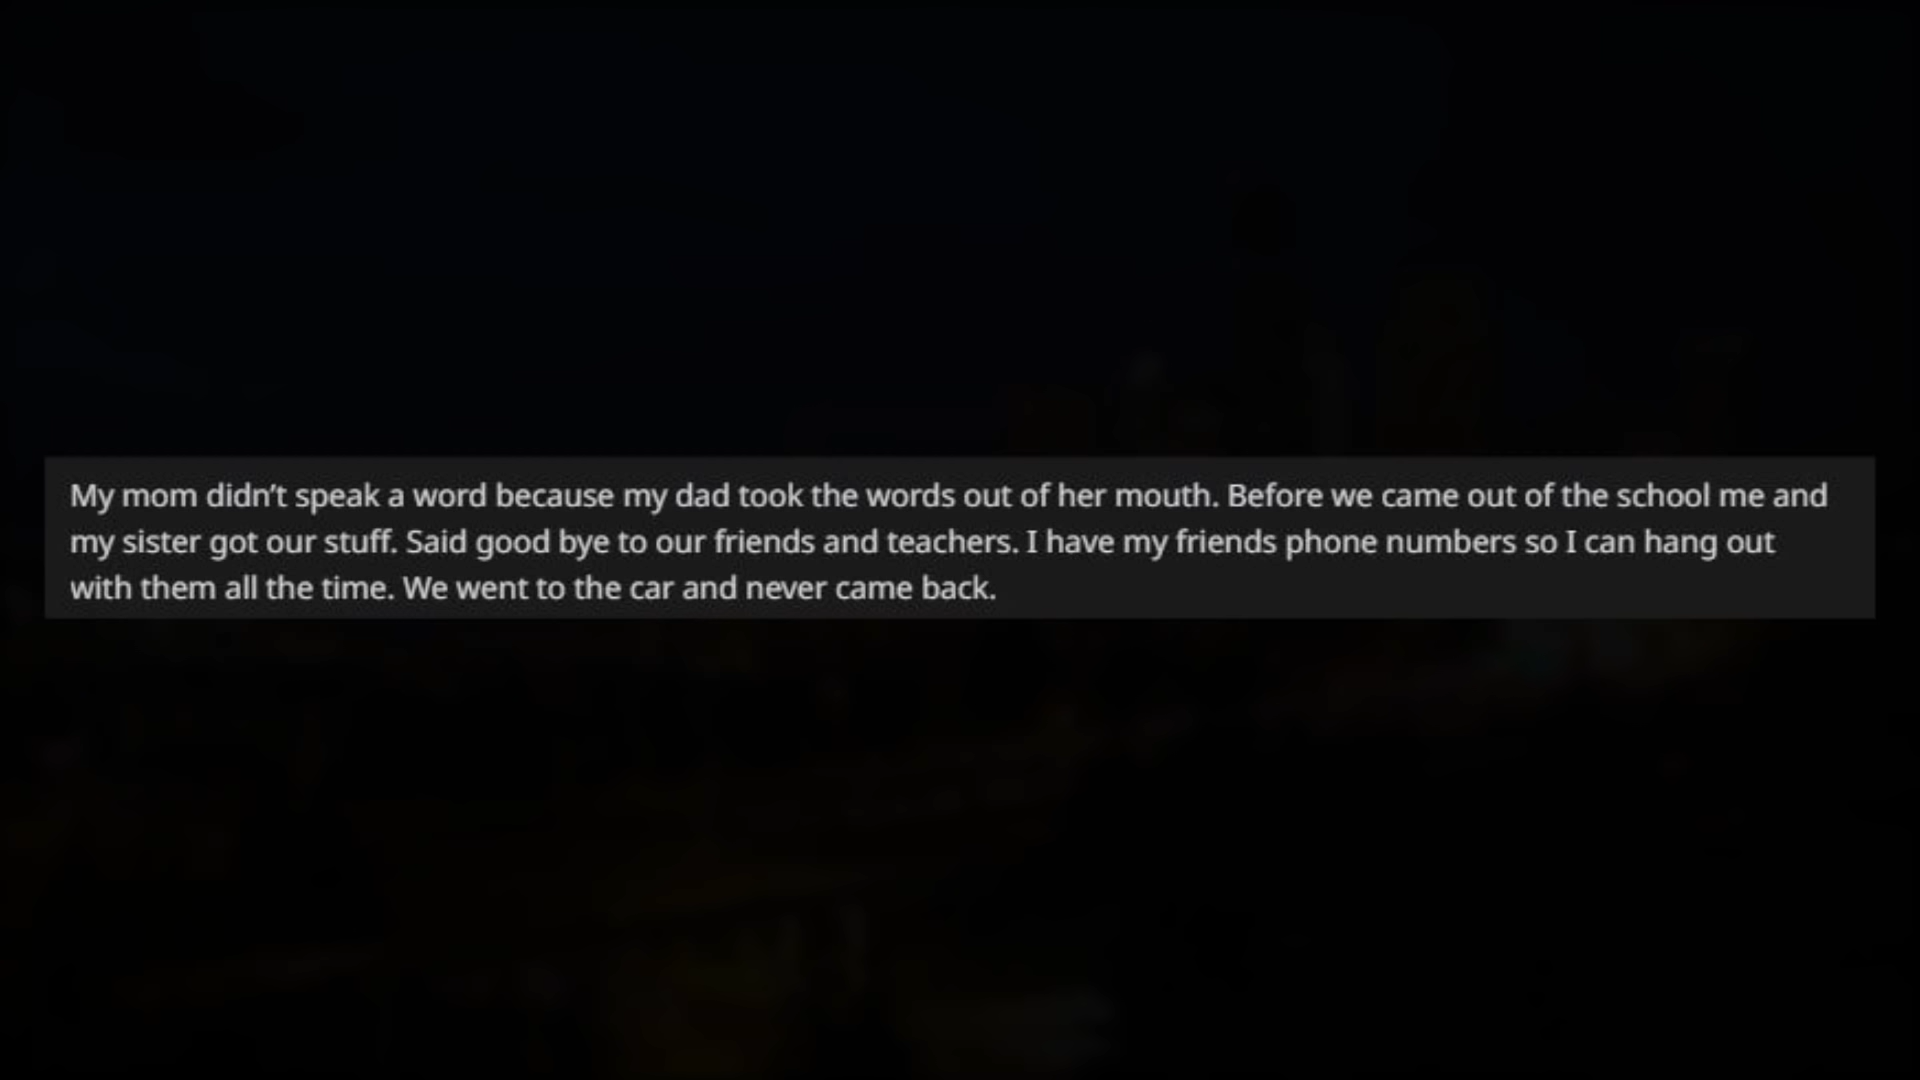 My mom didn’t speak a word because my dad took the words out of her mouth. Before we came out of the school me and
my sister got our stuff. Said good bye to our friends and teachers. I have my friends phone numbers so I can hang out
with them all the time. We went to the car and never came back.